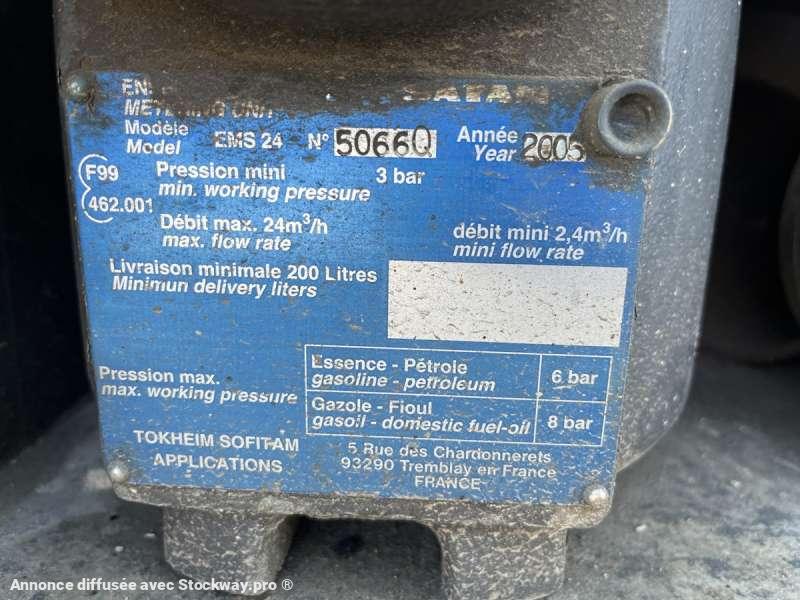 METERING UNIT
SATAM
Modèle
Model EMS 24 N° 5066Q Année
Year 2005
F99 Pression mini 3 bar
min. working pressure
462.001
Débit max. 24m³/h
max. flow rate
débit mini 2,4m³/h
mini flow rate
Livraison minimale 200 Litres
Minimun delivery liters
Pression max.
max. working pressure
Essence - Pétrole
gasoline - petroleum 6 bar
Gazole - Fioul
gasoil - domestic fuel-oil 8 bar
TOKHEIM SOFITAM
APPLICATIONS
5 Rue des Chardonnerets
93290 Tremblay en France
FRANCE
Annonce diffusée avec Stockway.pro ®